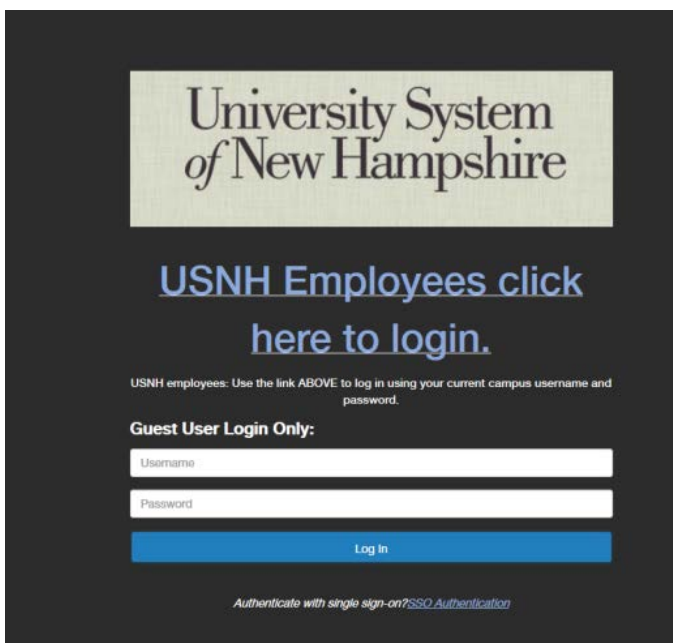 University System
of New Hampshire
USNH Employees click
here to login.
USNH employees: Use the link ABOVE to log in using your current campus username and
password.
Guest User Login Only:
Username
Password
Log In
Authenticate with single sign-on?SSO Authentication